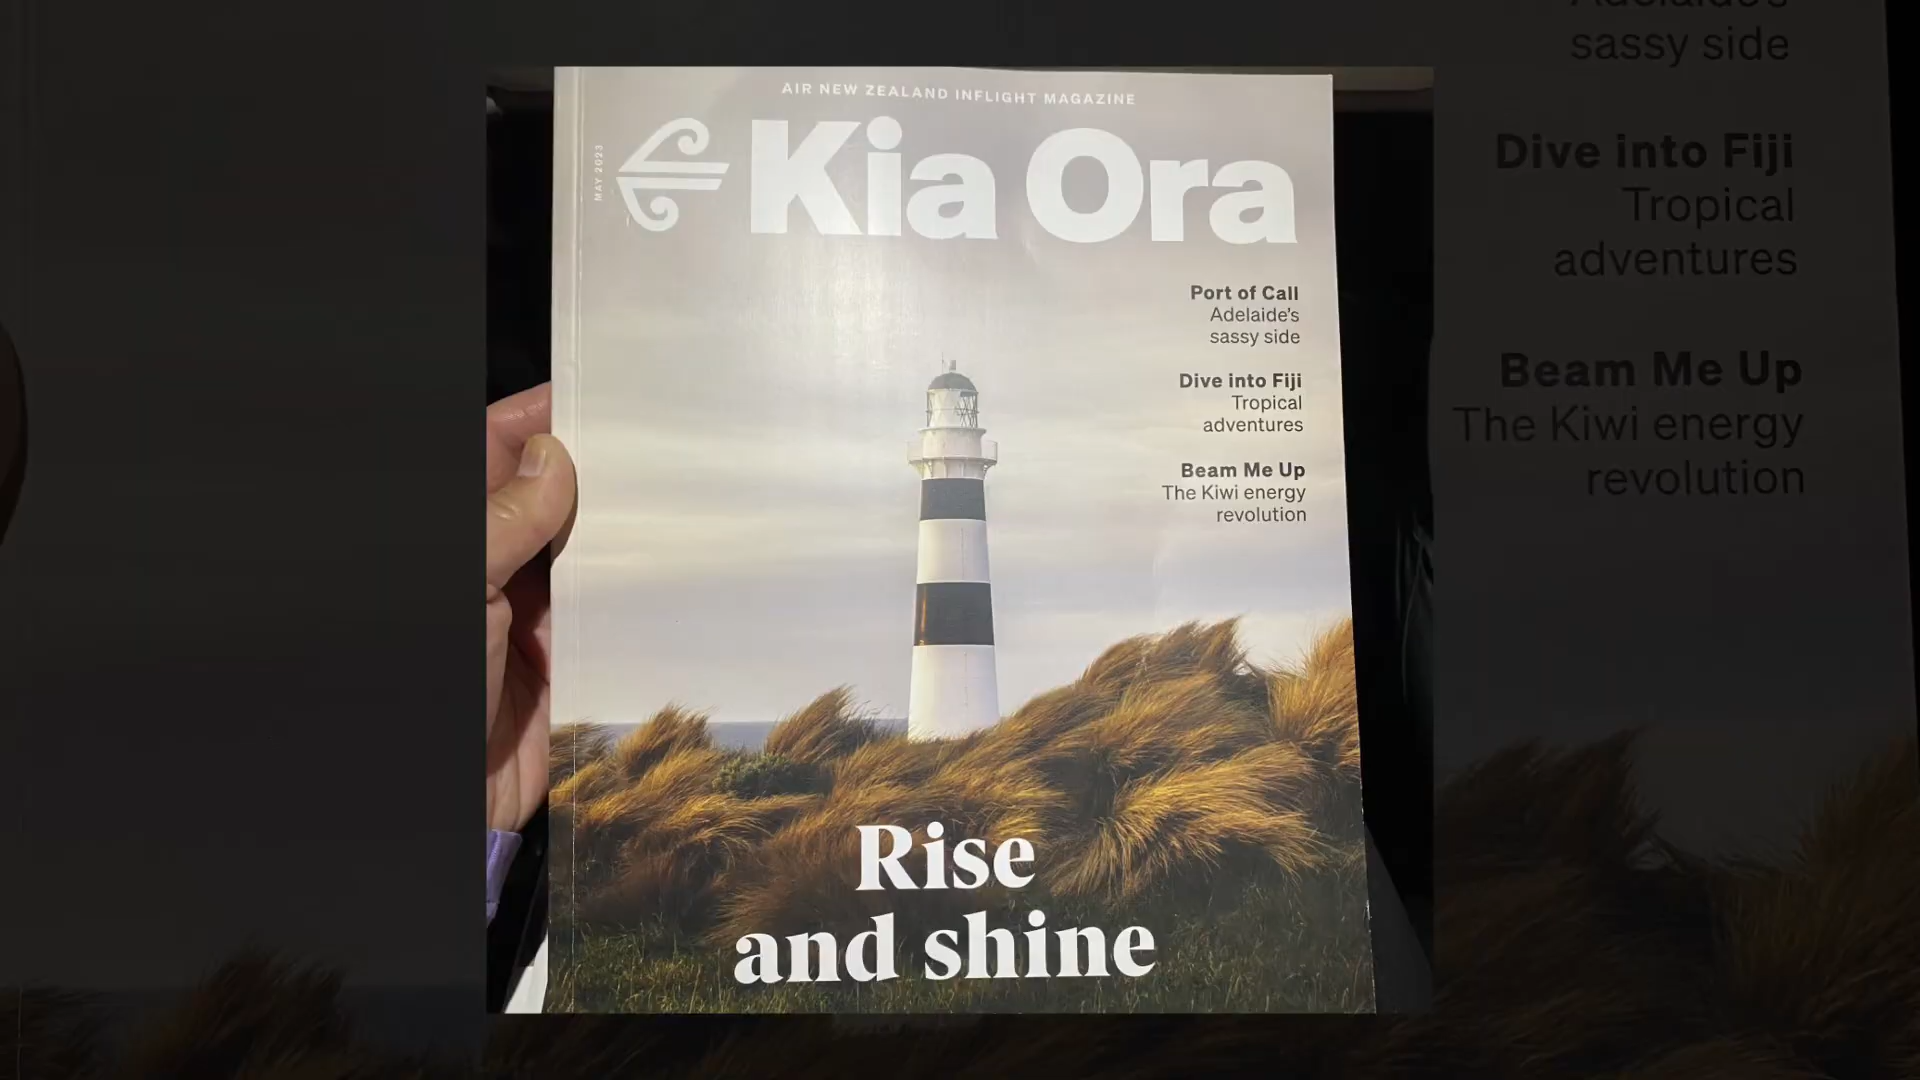 AIR NEW ZEALAND INFLIGHT MAGAZINE
MAY 2023
Kia Ora
Port of Call
Adelaide's
sassy side
Dive into Fiji
Tropical
adventures
Beam Me Up
The Kiwi energy
revolution
Rise
and shine
Adelaide's
sassy side
Dive into Fiji
Tropical
adventures
Beam Me Up
The Kiwi energy
revolution